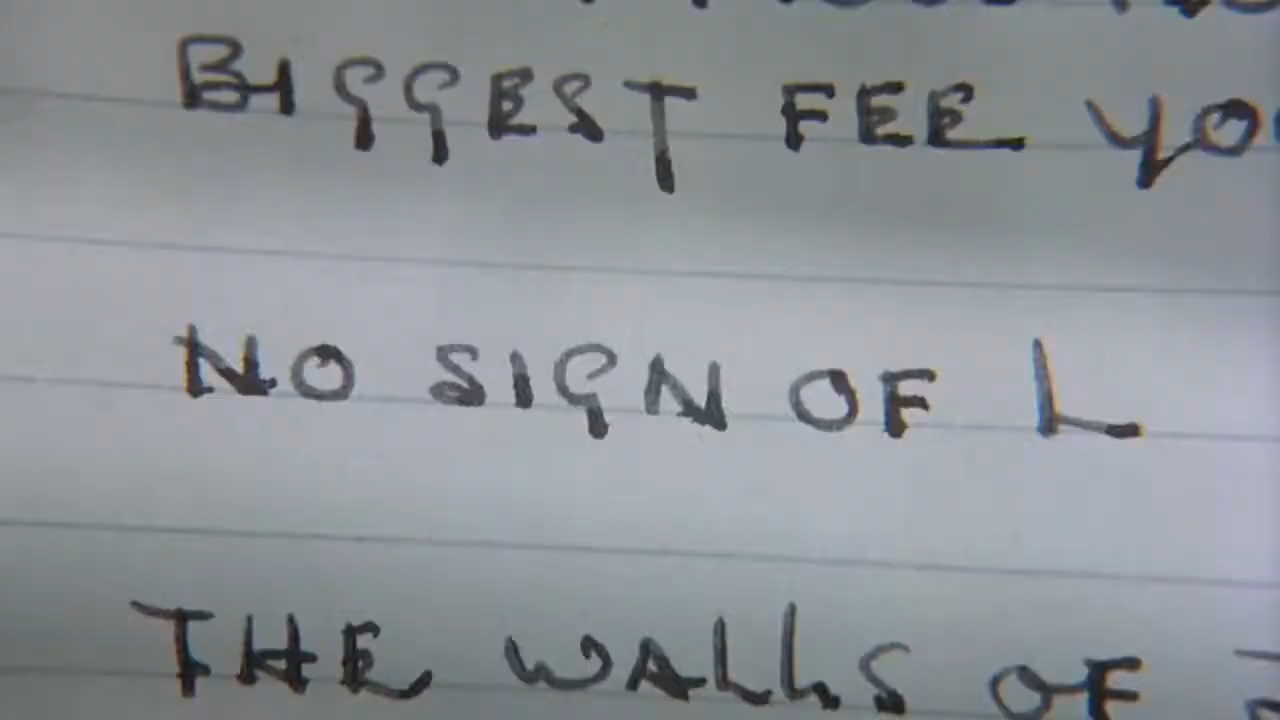 BIGGEST FEE YO
NO SIGN OF L
THE WALLS OF